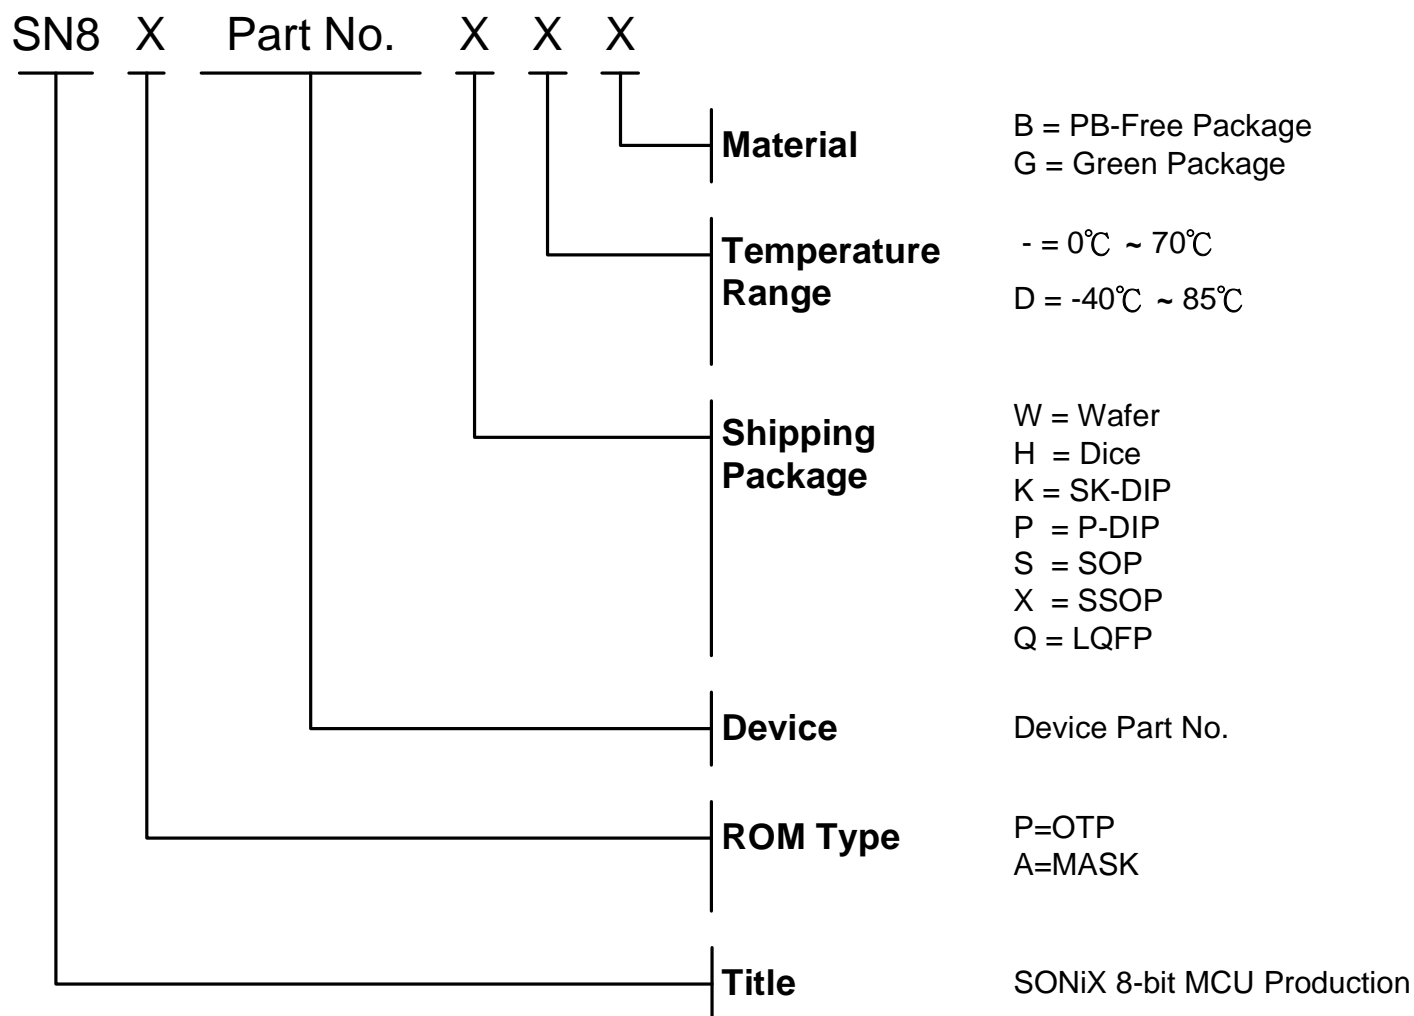 SN8 X Part No. X X X
Material
B = PB-Free Package
G = Green Package
Temperature
Range
- = 0℃ ~ 70℃
D = -40℃ ~ 85℃
Shipping
Package
W = Wafer
H = Dice
K = SK-DIP
P = P-DIP
S = SOP
X = SSOP
Q = LQFP
Device
Device Part No.
ROM Type
P=OTP
A=MASK
Title
SONiX 8-bit MCU Production